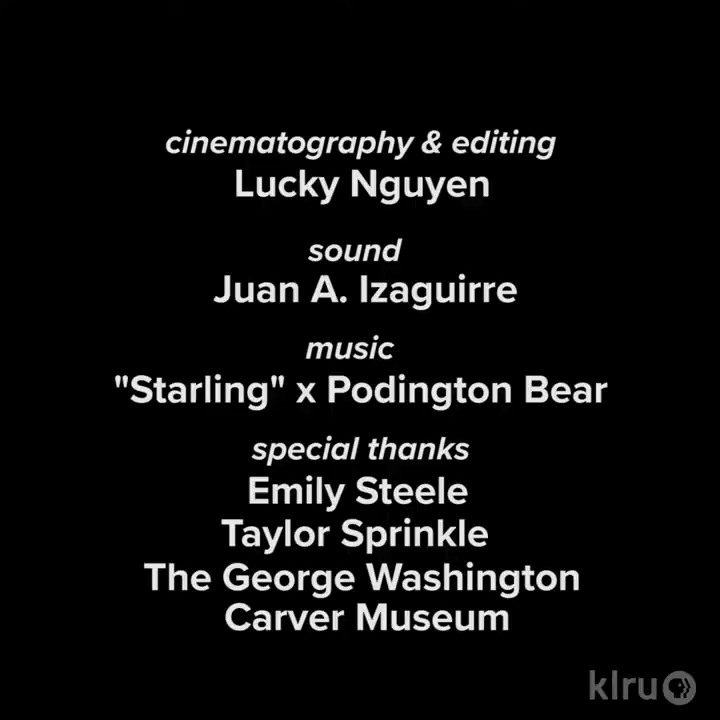 cinematography & editing
Lucky Nguyen
sound
Juan A. Izaguirre
music
"Starling" x Podington Bear
special thanks
Emily Steele
Taylor Sprinkle
The George Washington
Carver Museum
klru